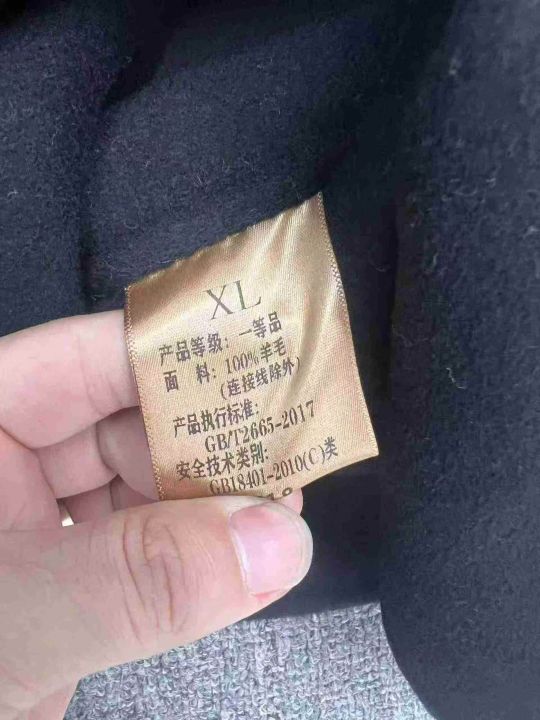 XL
产品等级：一等品
面 料：100%羊毛
(连接线除外)
产品执行标准：
GB/T2665-2017
安全技术类别：
GB18401-2010(C)类